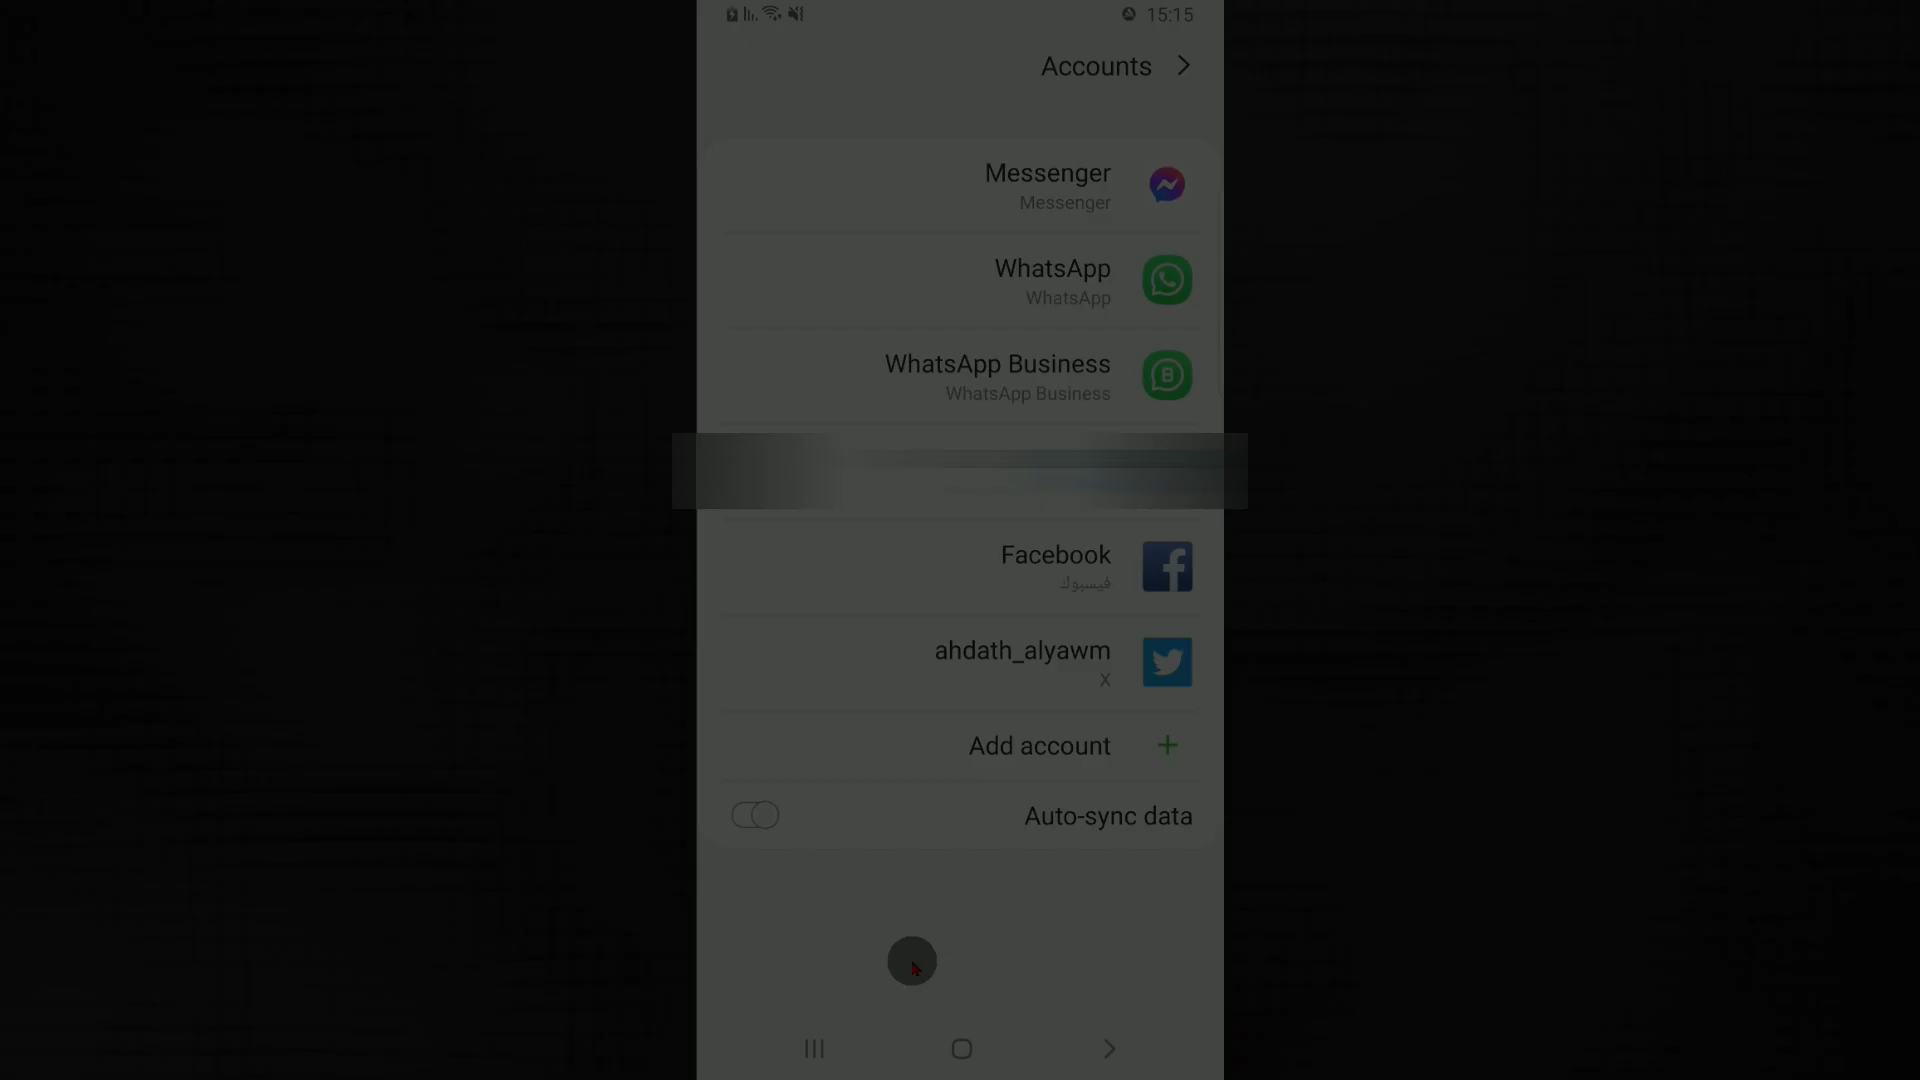 15:15
Accounts
Messenger
Messenger
WhatsApp
WhatsApp
WhatsApp Business
WhatsApp Business
Facebook
فيسبوك
ahdath_alyawm
X
Add account
Auto-sync data